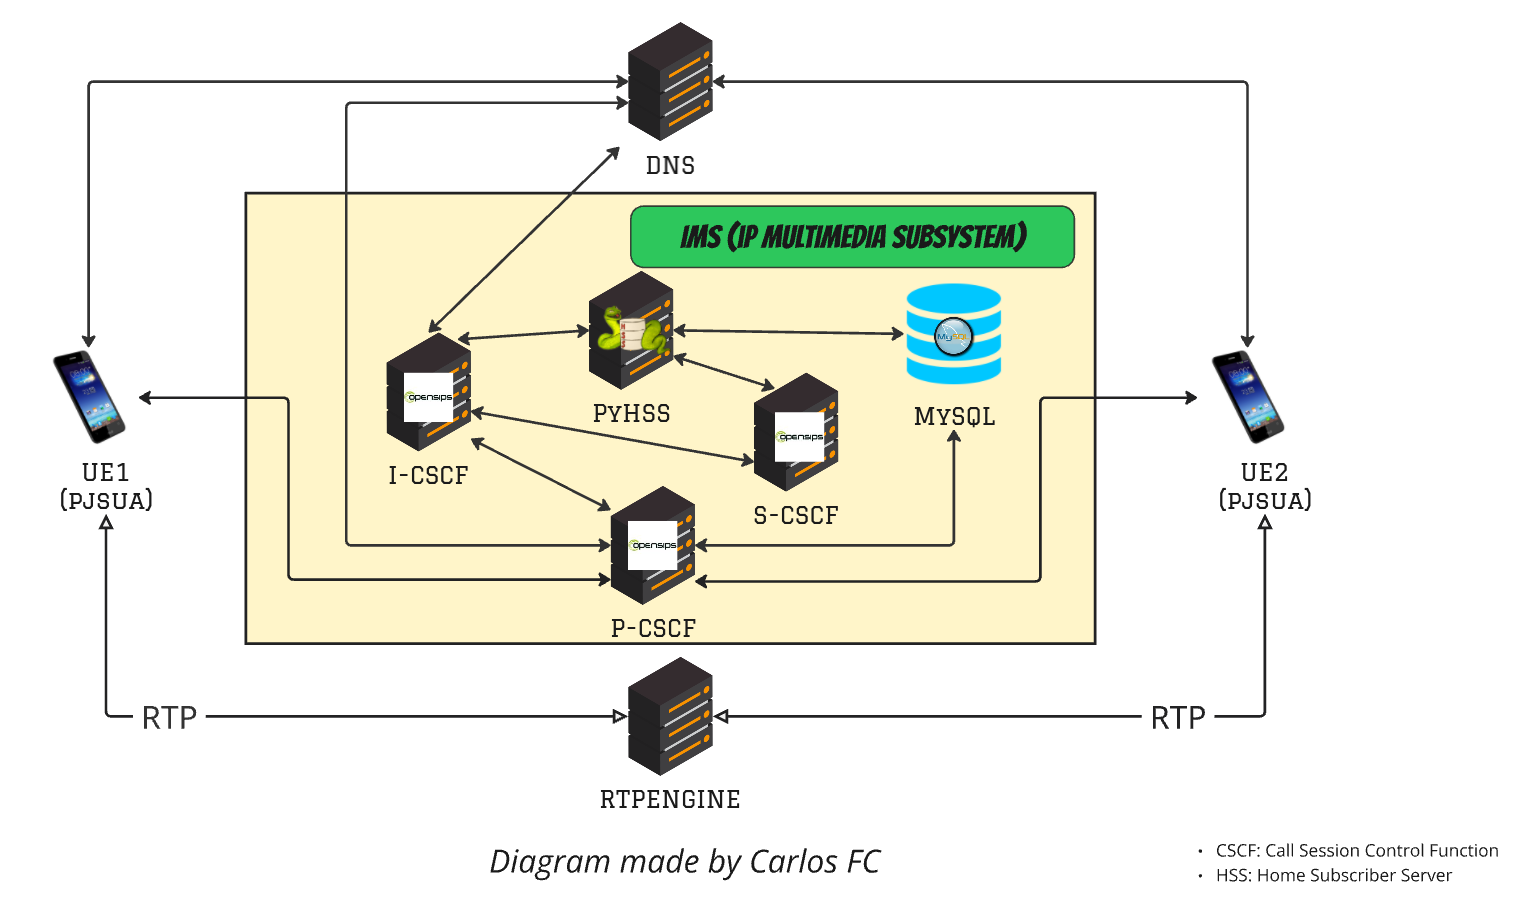 DNS
IMS (IP MULTIMEDIA SUBSYSTEM)
PyHSS
MySQL
MySQL
opensips
I-CSCF
opensips
S-CSCF
UE1
(PJSUA)
UE2
(PJSUA)
opensips
P-CSCF
RTP
RTP
RTPENGINE
Diagram made by Carlos FC
• CSCF: Call Session Control Function
• HSS: Home Subscriber Server